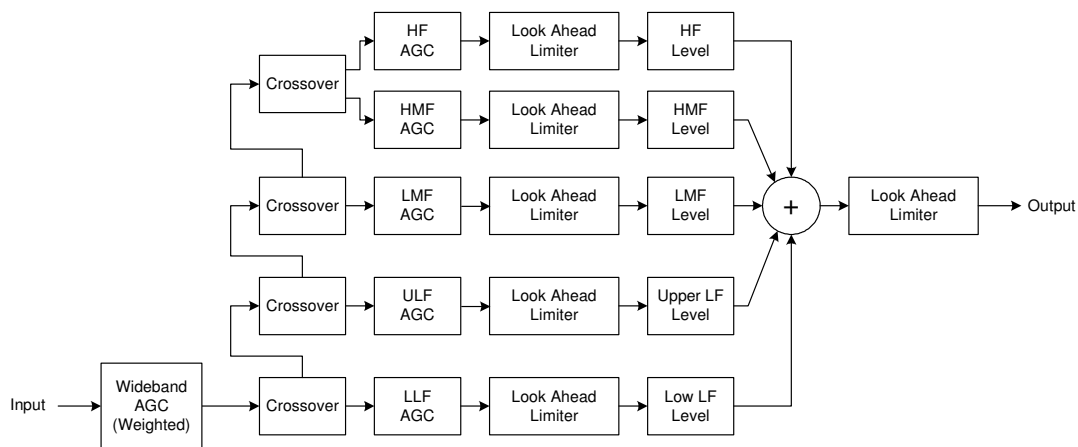 HF
AGC
Look Ahead
Limiter
HF
Level
Crossover
HMF
AGC
Look Ahead
Limiter
HMF
Level
Crossover
LMF
AGC
Look Ahead
Limiter
LMF
Level
+
Look Ahead
Limiter
Output
Crossover
ULF
AGC
Look Ahead
Limiter
Upper LF
Level
Input
Wideband
AGC
(Weighted)
Crossover
LLF
AGC
Look Ahead
Limiter
Low LF
Level